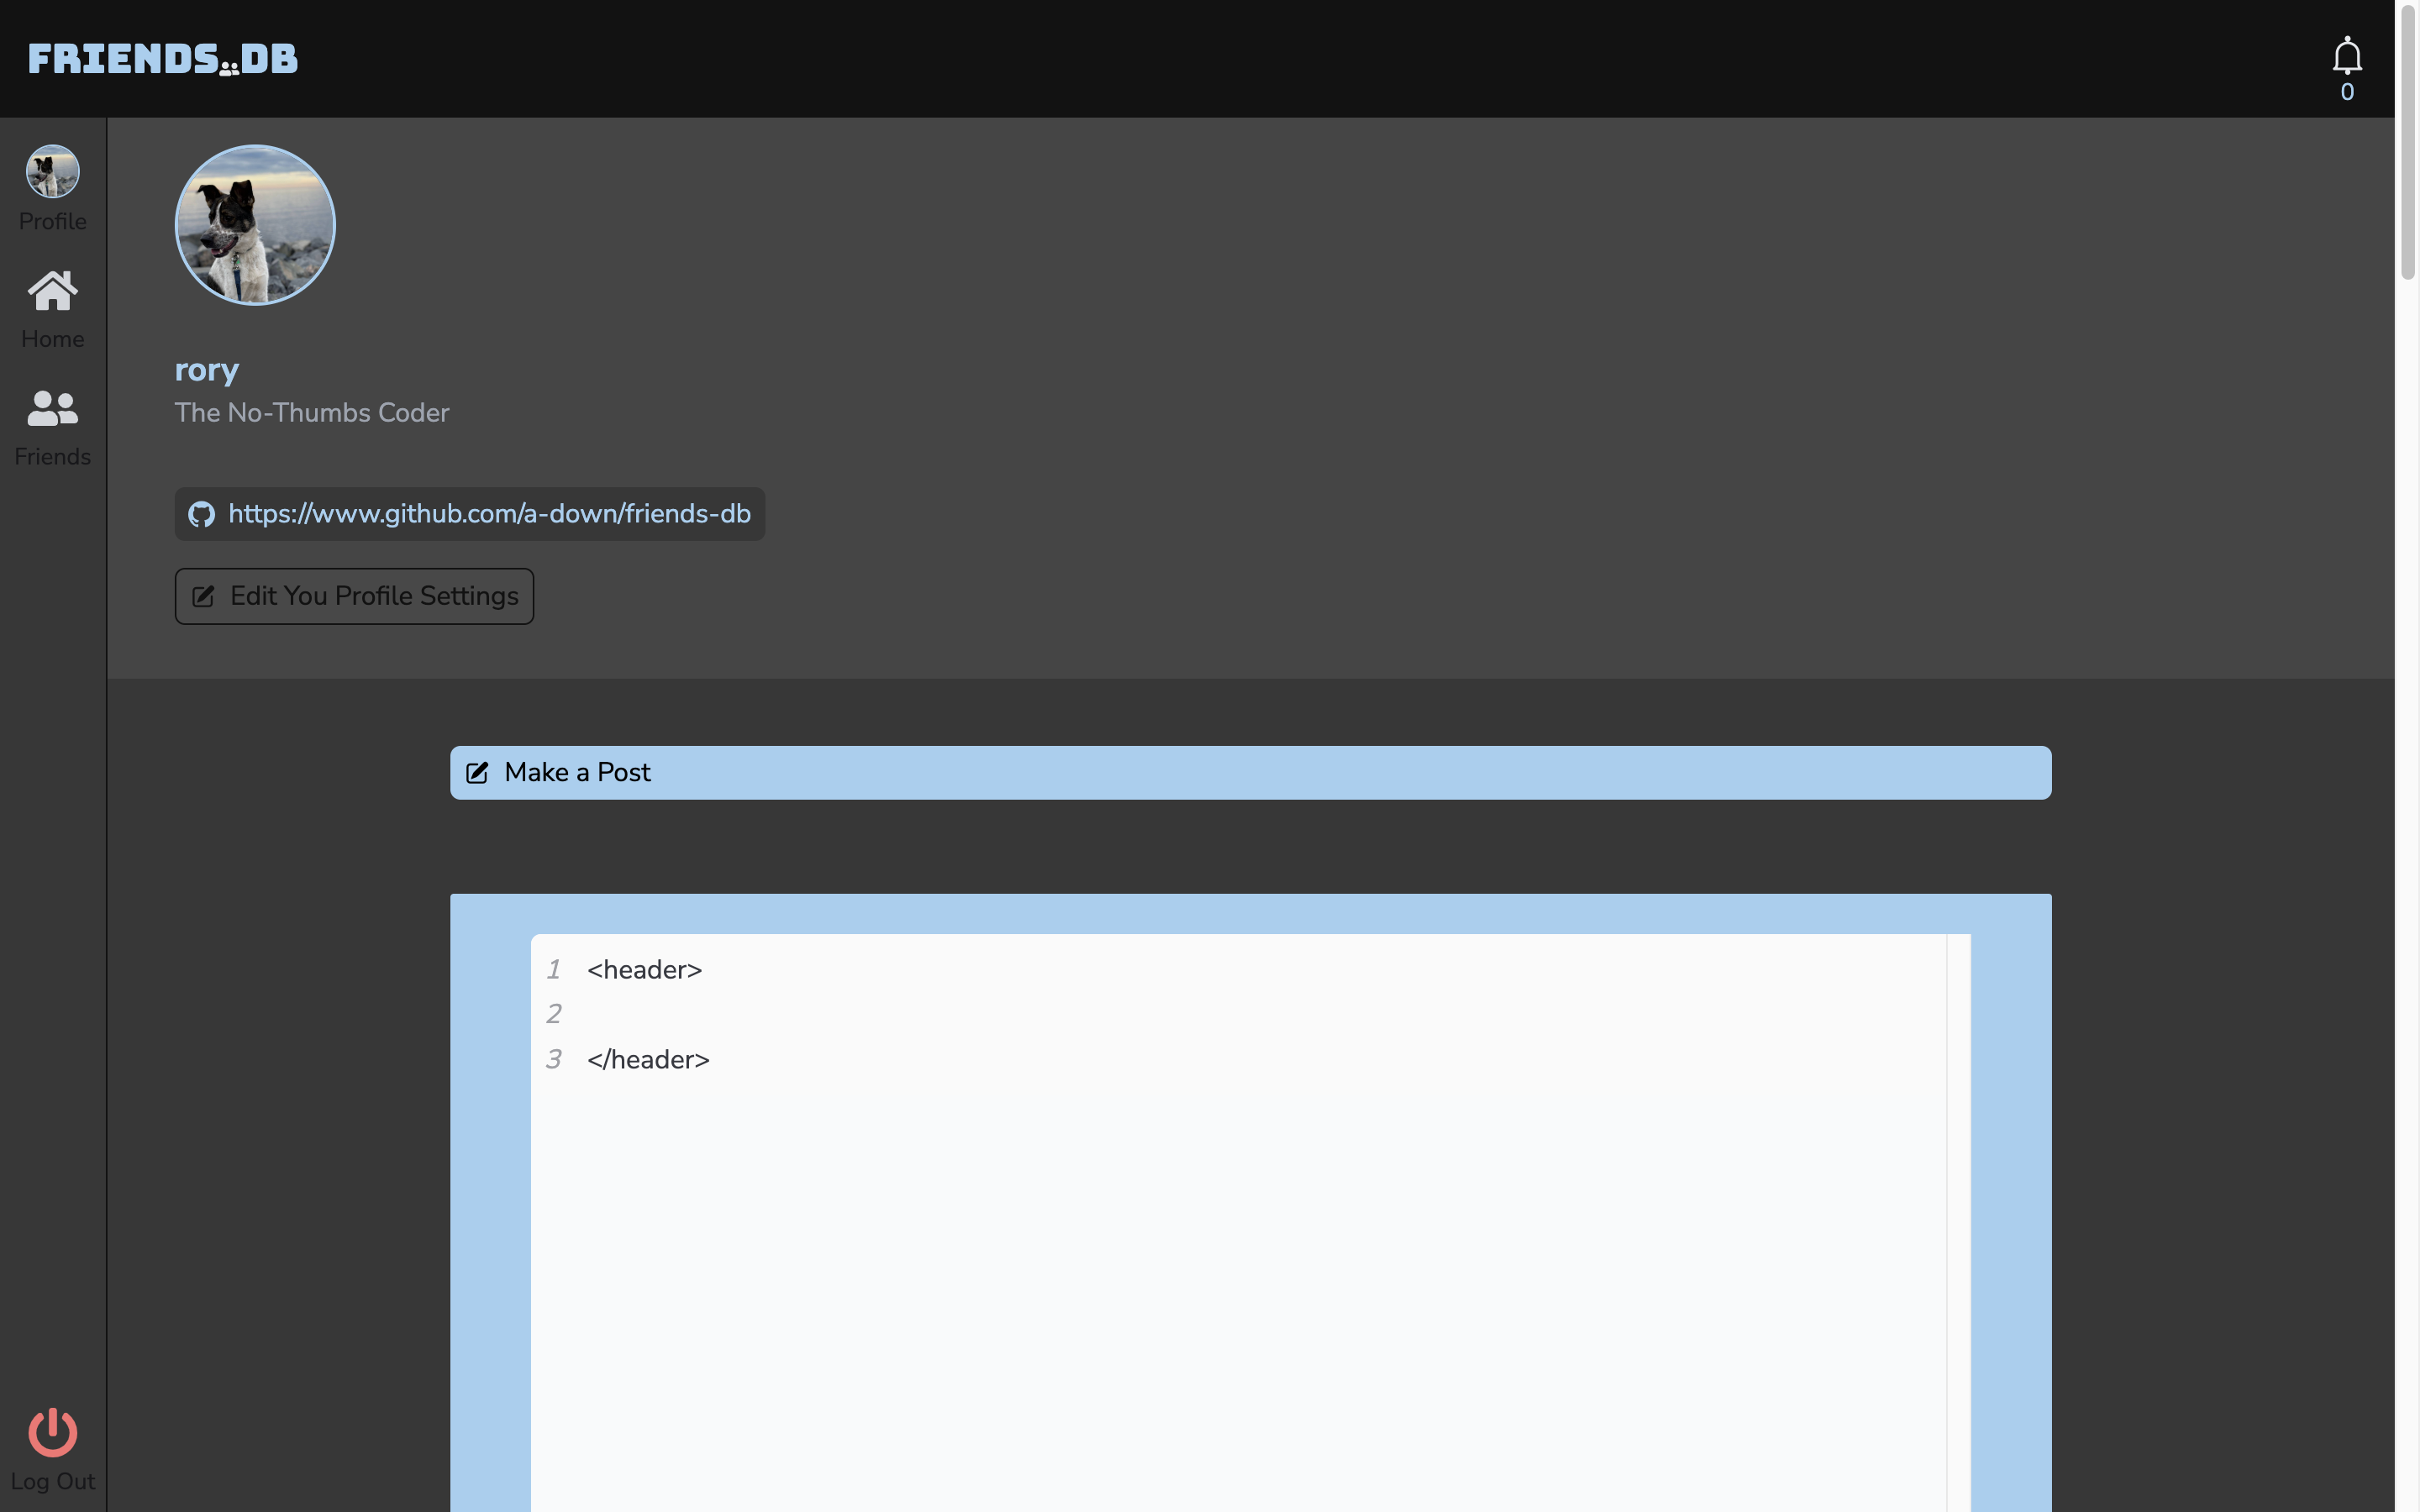 FRIENDS.DB
0
Profile
Home
Friends
rory
The No-Thumbs Coder
https://www.github.com/a-down/friends-db
Edit You Profile Settings
Make a Post
1 <header>
2
3 </header>
Log Out